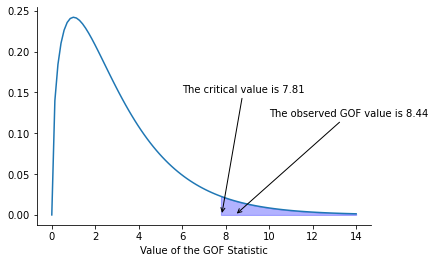 0.25
0.20
0.15
0.10
0.05
0.00
The critical value is 7.81
The observed GOF value is 8.44
0 2 4 6 8 10 12 14
Value of the GOF Statistic